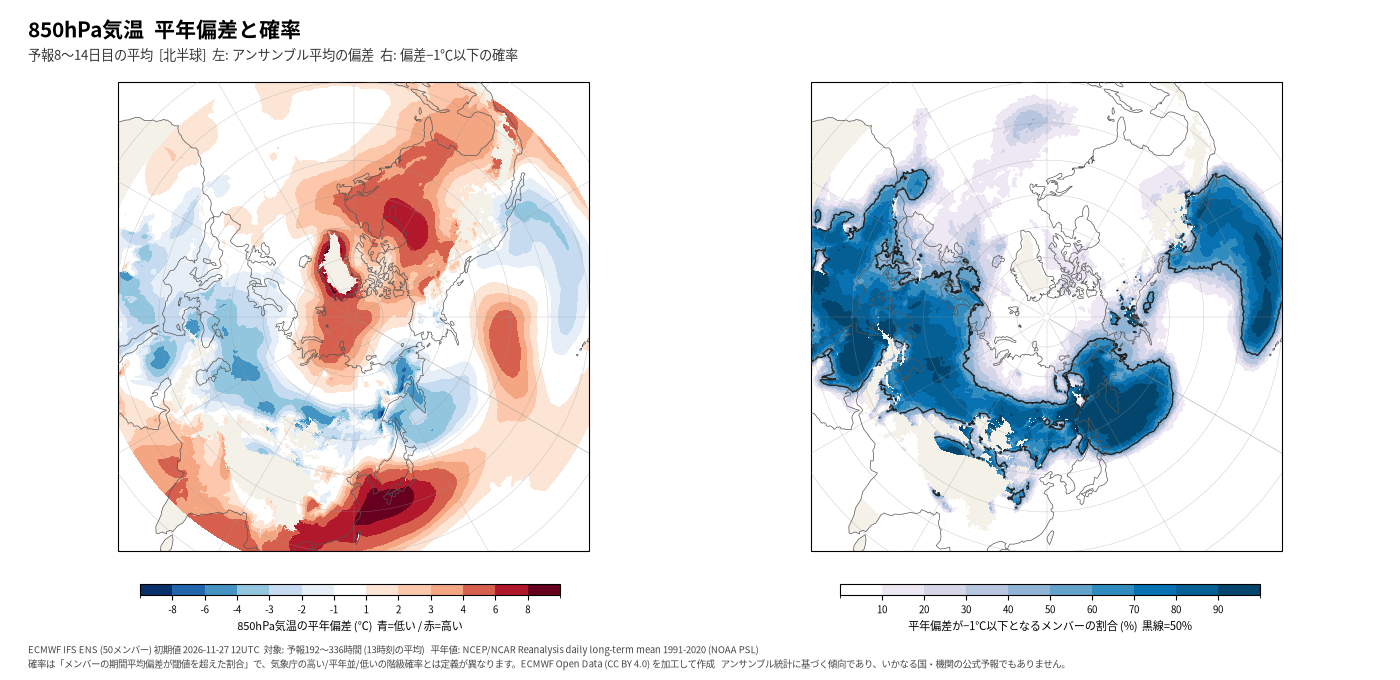 850hPa気温 平年偏差と確率
予報8～14日目の平均 [北半球] 左: アンサンブル平均の偏差 右: 偏差−1℃以下の確率
-8 -6 -4 -3 -2 -1 1 2 3 4 6 8
850hPa気温の平年偏差 (℃) 青=低い / 赤=高い
10 20 30 40 50 60 70 80 90
平年偏差が−1℃以下となるメンバーの割合 (%) 黒線=50%
ECMWF IFS ENS (50メンバー) 初期値 2026-11-27 12UTC 対象: 予報192～336時間 (13時刻の平均) 平年値: NCEP/NCAR Reanalysis daily long-term mean 1991-2020 (NOAA PSL)
確率は「メンバーの期間平均偏差が閾値を超えた割合」で、気象庁の高い/平年並/低いの階級確率とは定義が異なります。ECMWF Open Data (CC BY 4.0) を加工して作成 アンサンブル統計に基づく傾向であり、いかなる国・機関の公式予報でもありません。